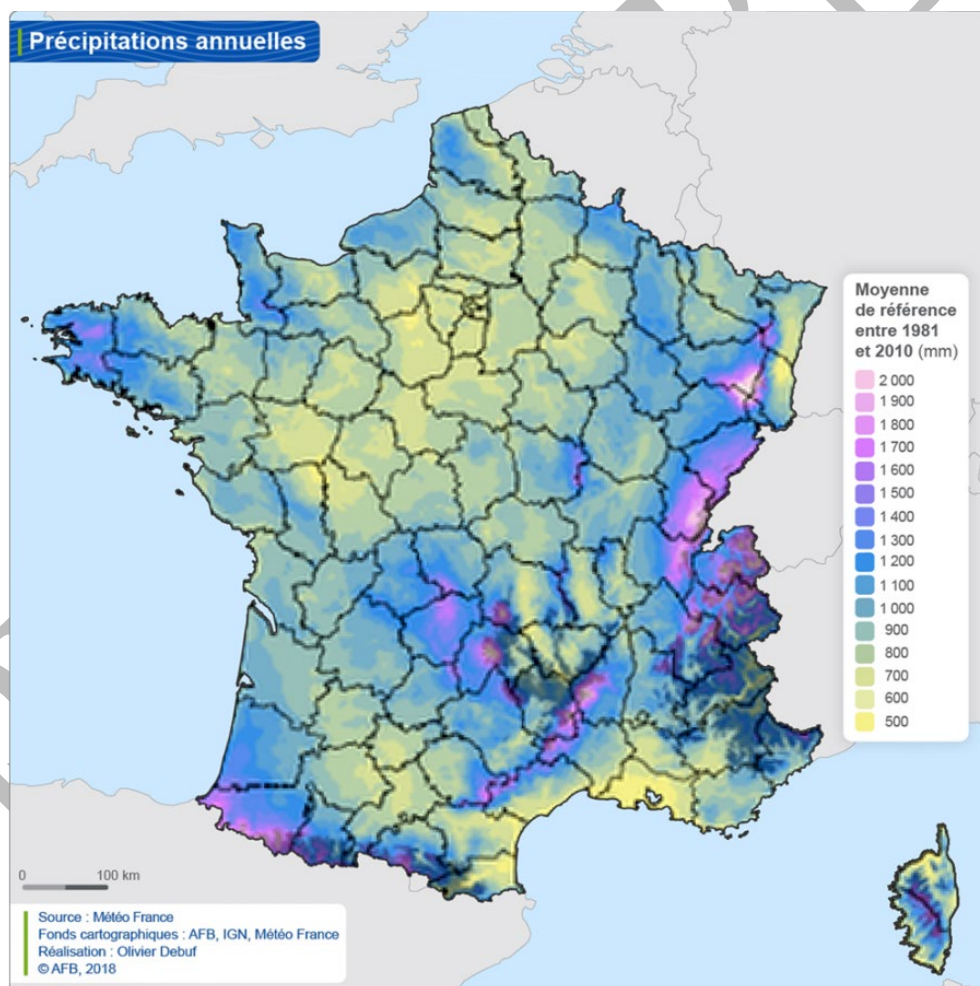 Précipitations annuelles
Moyenne
de référence
entre 1981
et 2010 (mm)
2 000
1 900
1 800
1 700
1 600
1 500
1 400
1 300
1 200
1 100
1 000
900
800
700
600
500
0 100 km
Source : Météo France
Fonds cartographiques : AFB, IGN, Météo France
Réalisation : Olivier Debuf
© AFB, 2018